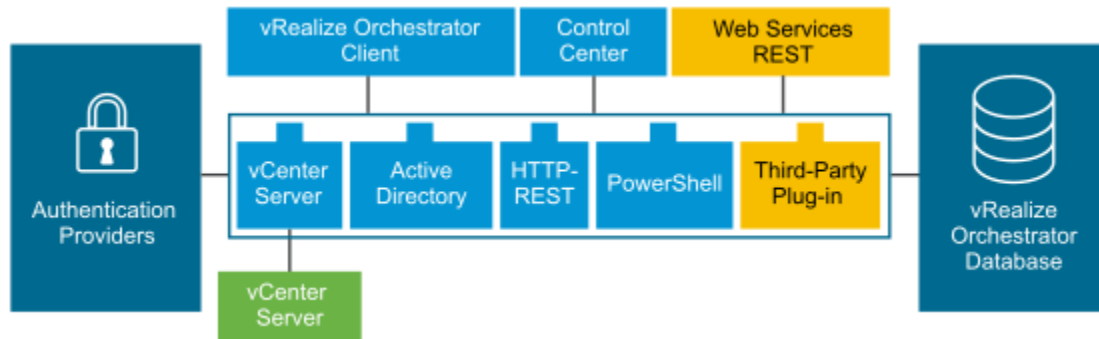 vRealize Orchestrator
Client
Control
Center
Web Services
REST
Authentication
Providers
vCenter
Server
Active
Directory
HTTP-
REST
PowerShell
Third-Party
Plug-in
vRealize
Orchestrator
Database
vCenter
Server